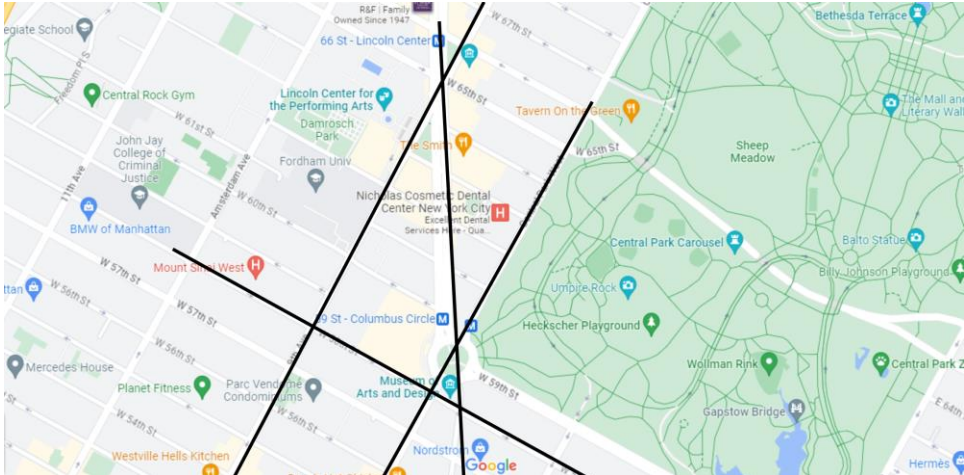 R&F | Family
Owned Since 1947
66 St - Lincoln Center
W 67th St
Bethesda Terrace
egiate School
Freedom Pl S
Central Rock Gym
Lincoln Center for
the Performing Arts
W 65th St
Tavern On the Green
The Mall and
Literary Walk
Amsterdam Ave
W 61st St
Damrosch
Park
The Smith
W 65th St
Sheep
Meadow
John Jay
College of
Criminal
Justice
Fordham Univ
11th Ave
W 60th St
Nicholas Cosmetic Dental
Center New York City
Excellent Dental
Services Here - Qua...
BMW of Manhattan
Central Park Carousel
Balto Statue
W 57th St
Mount Sinai West
Billy Johnson Playground
ttan
W 56th St
W 57th St
Umpire Rock
59 St - Columbus Circle
Heckscher Playground
W 56th St
Mercedes House
Planet Fitness
Parc Vendome
Condominiums
Museum of
Arts and Design
W 59th St
Wollman Rink
Central Park Z
W 54th St
W 56th St
Gapstow Bridge
E 64th
Westville Hells Kitchen
Nordstrom
Google
Hermès